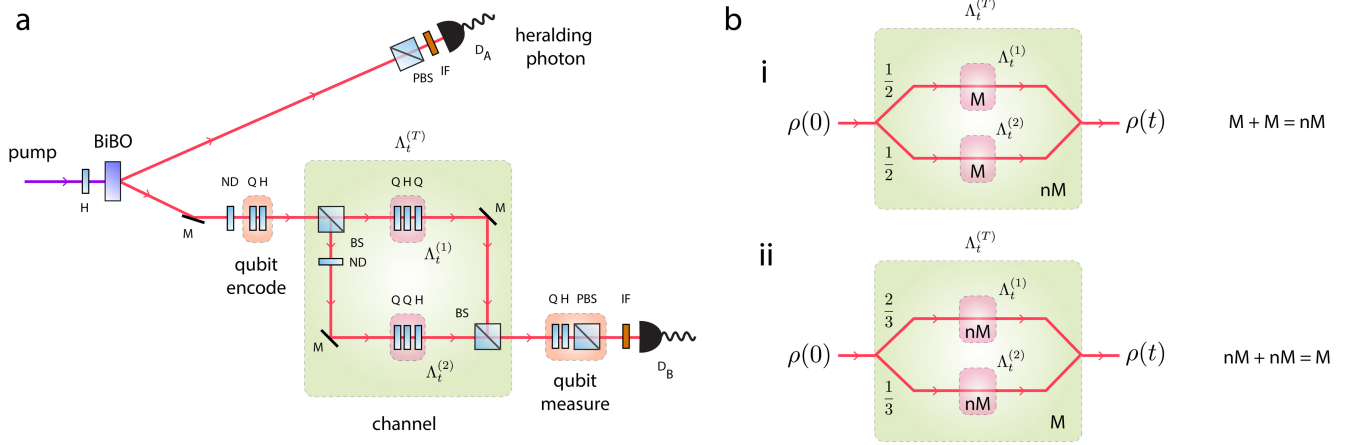 a
pump
H
BiBO
PBS
IF
D_A
heralding
photon
M
ND
Q H
qubit
encode
Λ_t^{(T)}
BS
ND
Q H Q
Λ_t^{(1)}
M
M
Q Q H
Λ_t^{(2)}
BS
channel
Q H PBS
IF
D_B
qubit
measure
b
i
Λ_t^{(T)}
ρ(0)
1/2
1/2
Λ_t^{(1)}
M
Λ_t^{(2)}
M
nM
ρ(t)
M + M = nM
ii
Λ_t^{(T)}
ρ(0)
2/3
1/3
Λ_t^{(1)}
nM
Λ_t^{(2)}
nM
M
ρ(t)
nM + nM = M